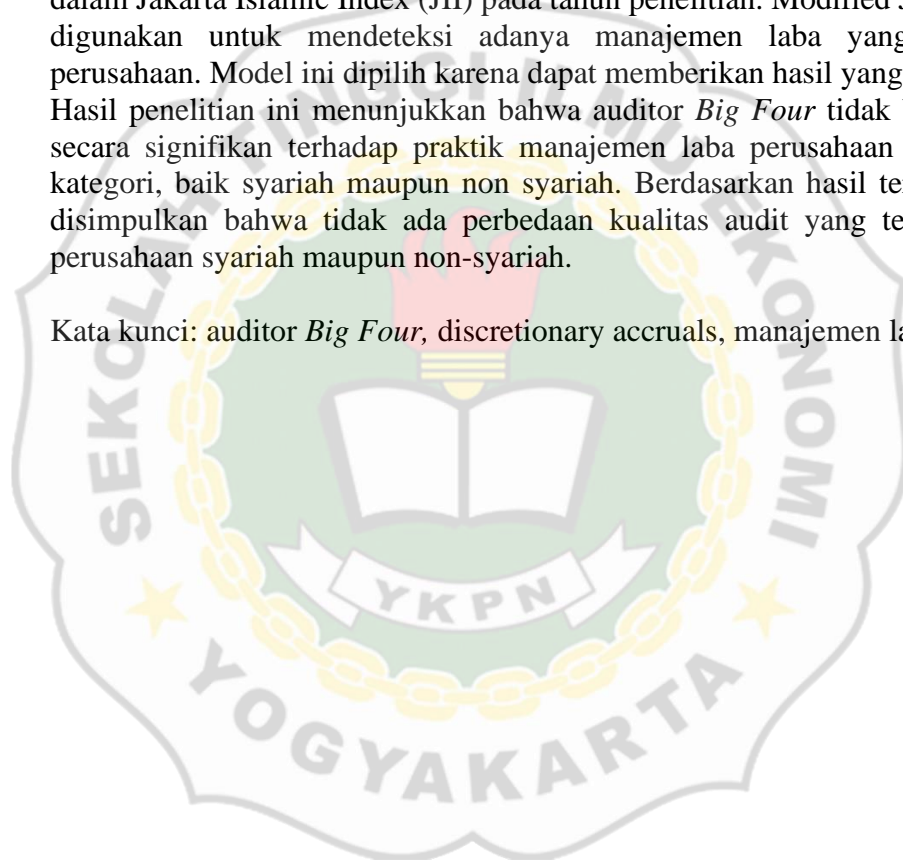 dalam Jakarta Islamic Index (JII) pada tahun penelitian. Modified
digunakan untuk mendeteksi adanya manajemen laba yang
perusahaan. Model ini dipilih karena dapat memberikan hasil yang
Hasil penelitian ini menunjukkan bahwa auditor Big Four tidak
secara signifikan terhadap praktik manajemen laba perusahaan
kategori, baik syariah maupun non syariah. Berdasarkan hasil
disimpulkan bahwa tidak ada perbedaan kualitas audit yang
perusahaan syariah maupun non-syariah.
Kata kunci: auditor Big Four, discretionary accruals, manajemen
SEKOLAH TINGGI ILMU EKONOMI
YKPN
YOGYAKARTA